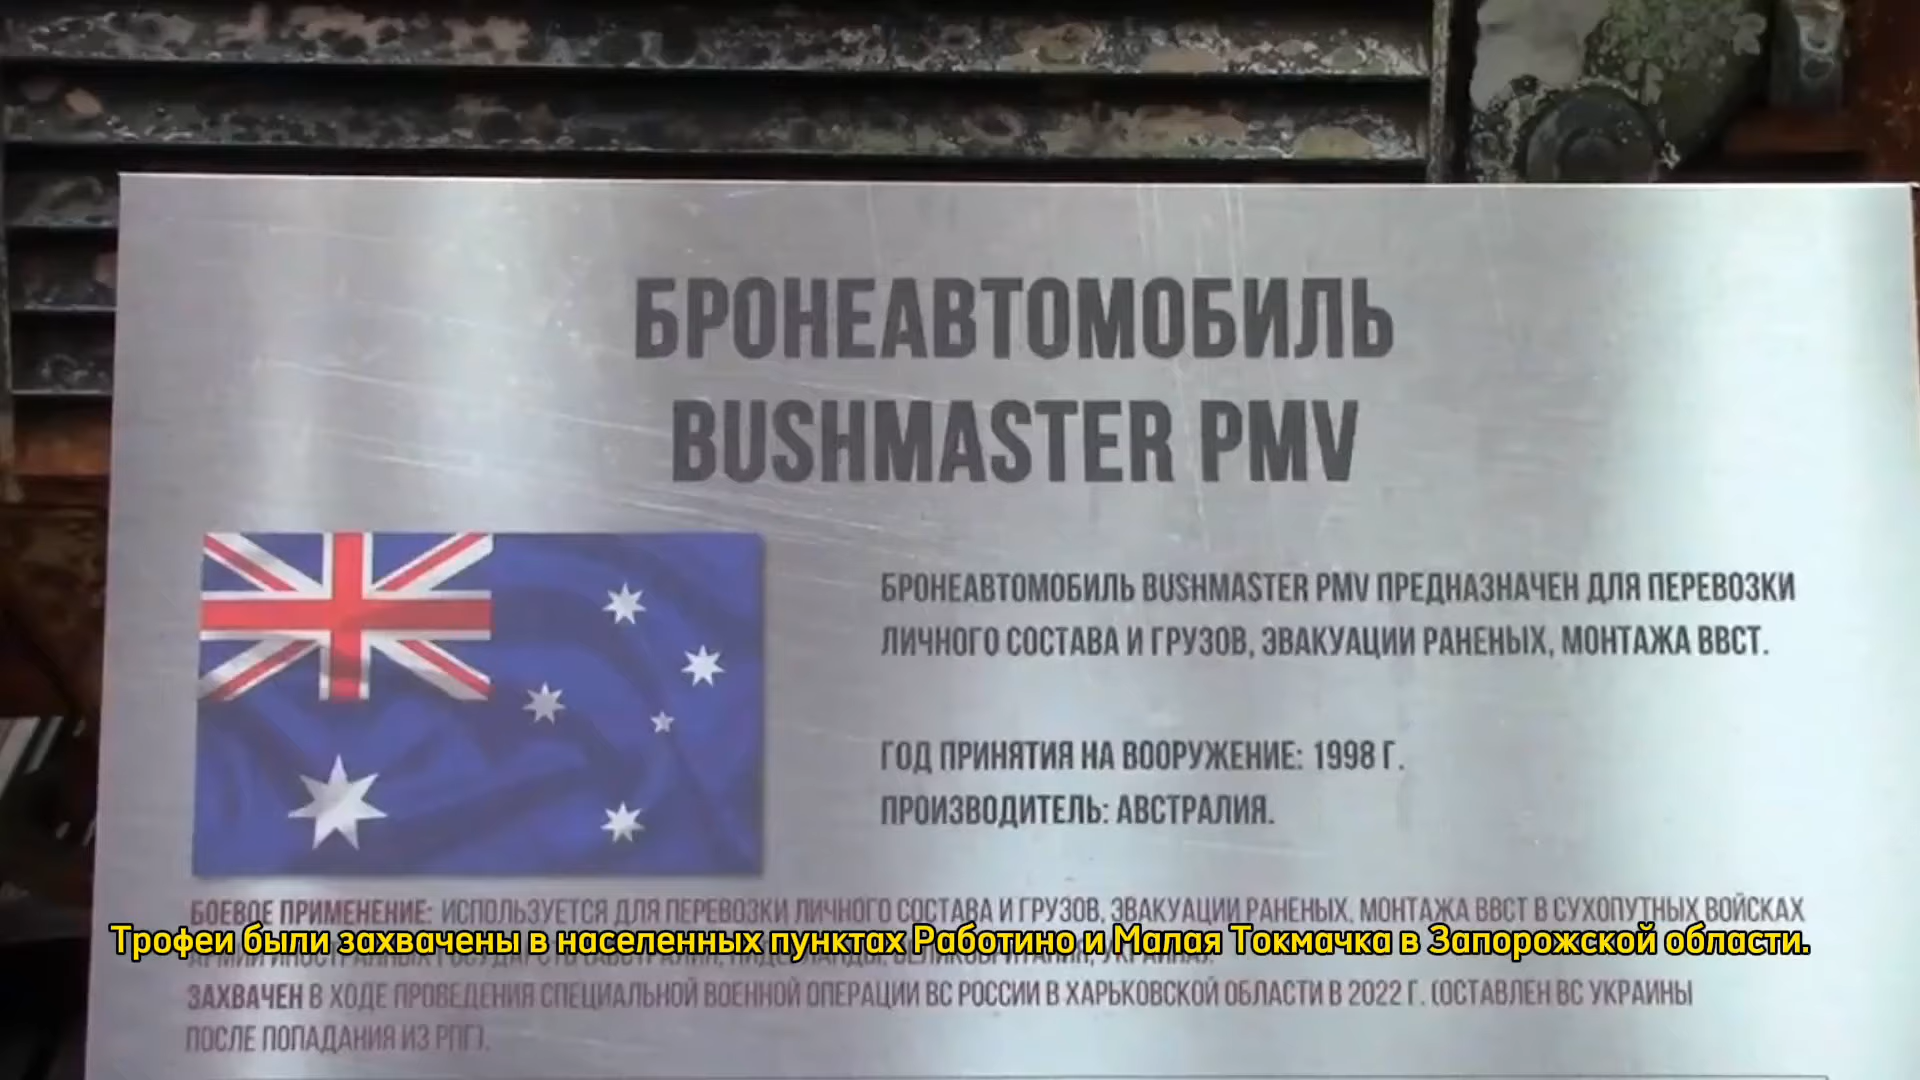 БРОНЕАВТОМОБИЛЬ
BUSHMASTER PMV
БРОНЕАВТОМОБИЛЬ BUSHMASTER PMV ПРЕДНАЗНАЧЕН ДЛЯ ПЕРЕВОЗКИ
ЛИЧНОГО СОСТАВА И ГРУЗОВ, ЭВАКУАЦИИ РАНЕНЫХ, МОНТАЖА ВВСТ.
ГОД ПРИНЯТИЯ НА ВООРУЖЕНИЕ: 1998 Г.
ПРОИЗВОДИТЕЛЬ: АВСТРАЛИЯ.
БОЕВОЕ ПРИМЕНЕНИЕ: ИСПОЛЬЗУЕТСЯ ДЛЯ ПЕРЕВОЗКИ ЛИЧНОГО СОСТАВА И ГРУЗОВ, ЭВАКУАЦИИ РАНЕНЫХ, МОНТАЖА ВВСТ В СУХОПУТНЫХ ВОЙСКАХ
Трофеи были захвачены в населенных пунктах Работино и Малая Токмачка в Запорожской области.
ЗАХВАЧЕН В ХОДЕ ПРОВЕДЕНИЯ СПЕЦИАЛЬНОЙ ВОЕННОЙ ОПЕРАЦИИ ВС РОССИИ В ХАРЬКОВСКОЙ ОБЛАСТИ В 2022 Г. (ОСТАВЛЕН ВС УКРАИНЫ
ПОСЛЕ ПОПАДАНИЯ ИЗ РПГ).